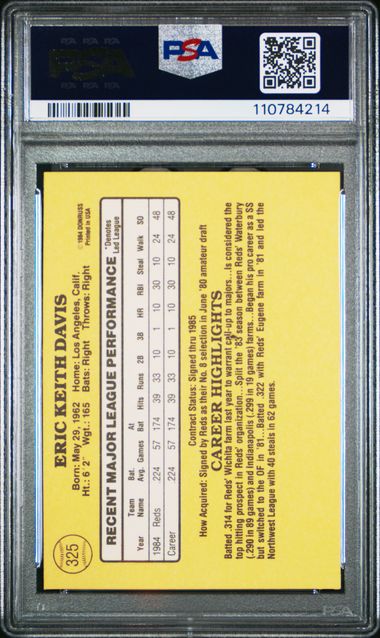 PSA
110784214
325
© 1984 DONRUSS
Printed in USA
ERIC KEITH DAVIS
Born: May 29, 1962 Home: Los Angeles, Calif.
Ht.: 6' 2" Wgt.: 165 Bats: Right Throws: Right
RECENT MAJOR LEAGUE PERFORMANCE
*Denotes
Led League
Year Team Name Bat. Avg. Games At Bat Hits Runs 2B 3B HR RBI Steal Walk SO
1984 Reds .224 57 174 39 33 10 1 10 30 10 24 48
Career .224 57 174 39 33 10 1 10 30 10 24 48
Contract Status: Signed thru 1985
How Acquired: Signed by Reds as their No. 8 selection in June '80 amateur draft
CAREER HIGHLIGHTS
Batted .314 for Reds' Wichita farm last year to warrant call-up to majors...Is considered the
top hitting prospect in Reds' organization...Split the '83 season between Reds' Waterbury
(.290 in 89 games) and Indianapolis (.299 in 19 games) farms...Began his pro career as a SS
but switched to the OF in '81...Batted .322 with Reds' Eugene farm in '81 and led the
Northwest League with 40 steals in 62 games.